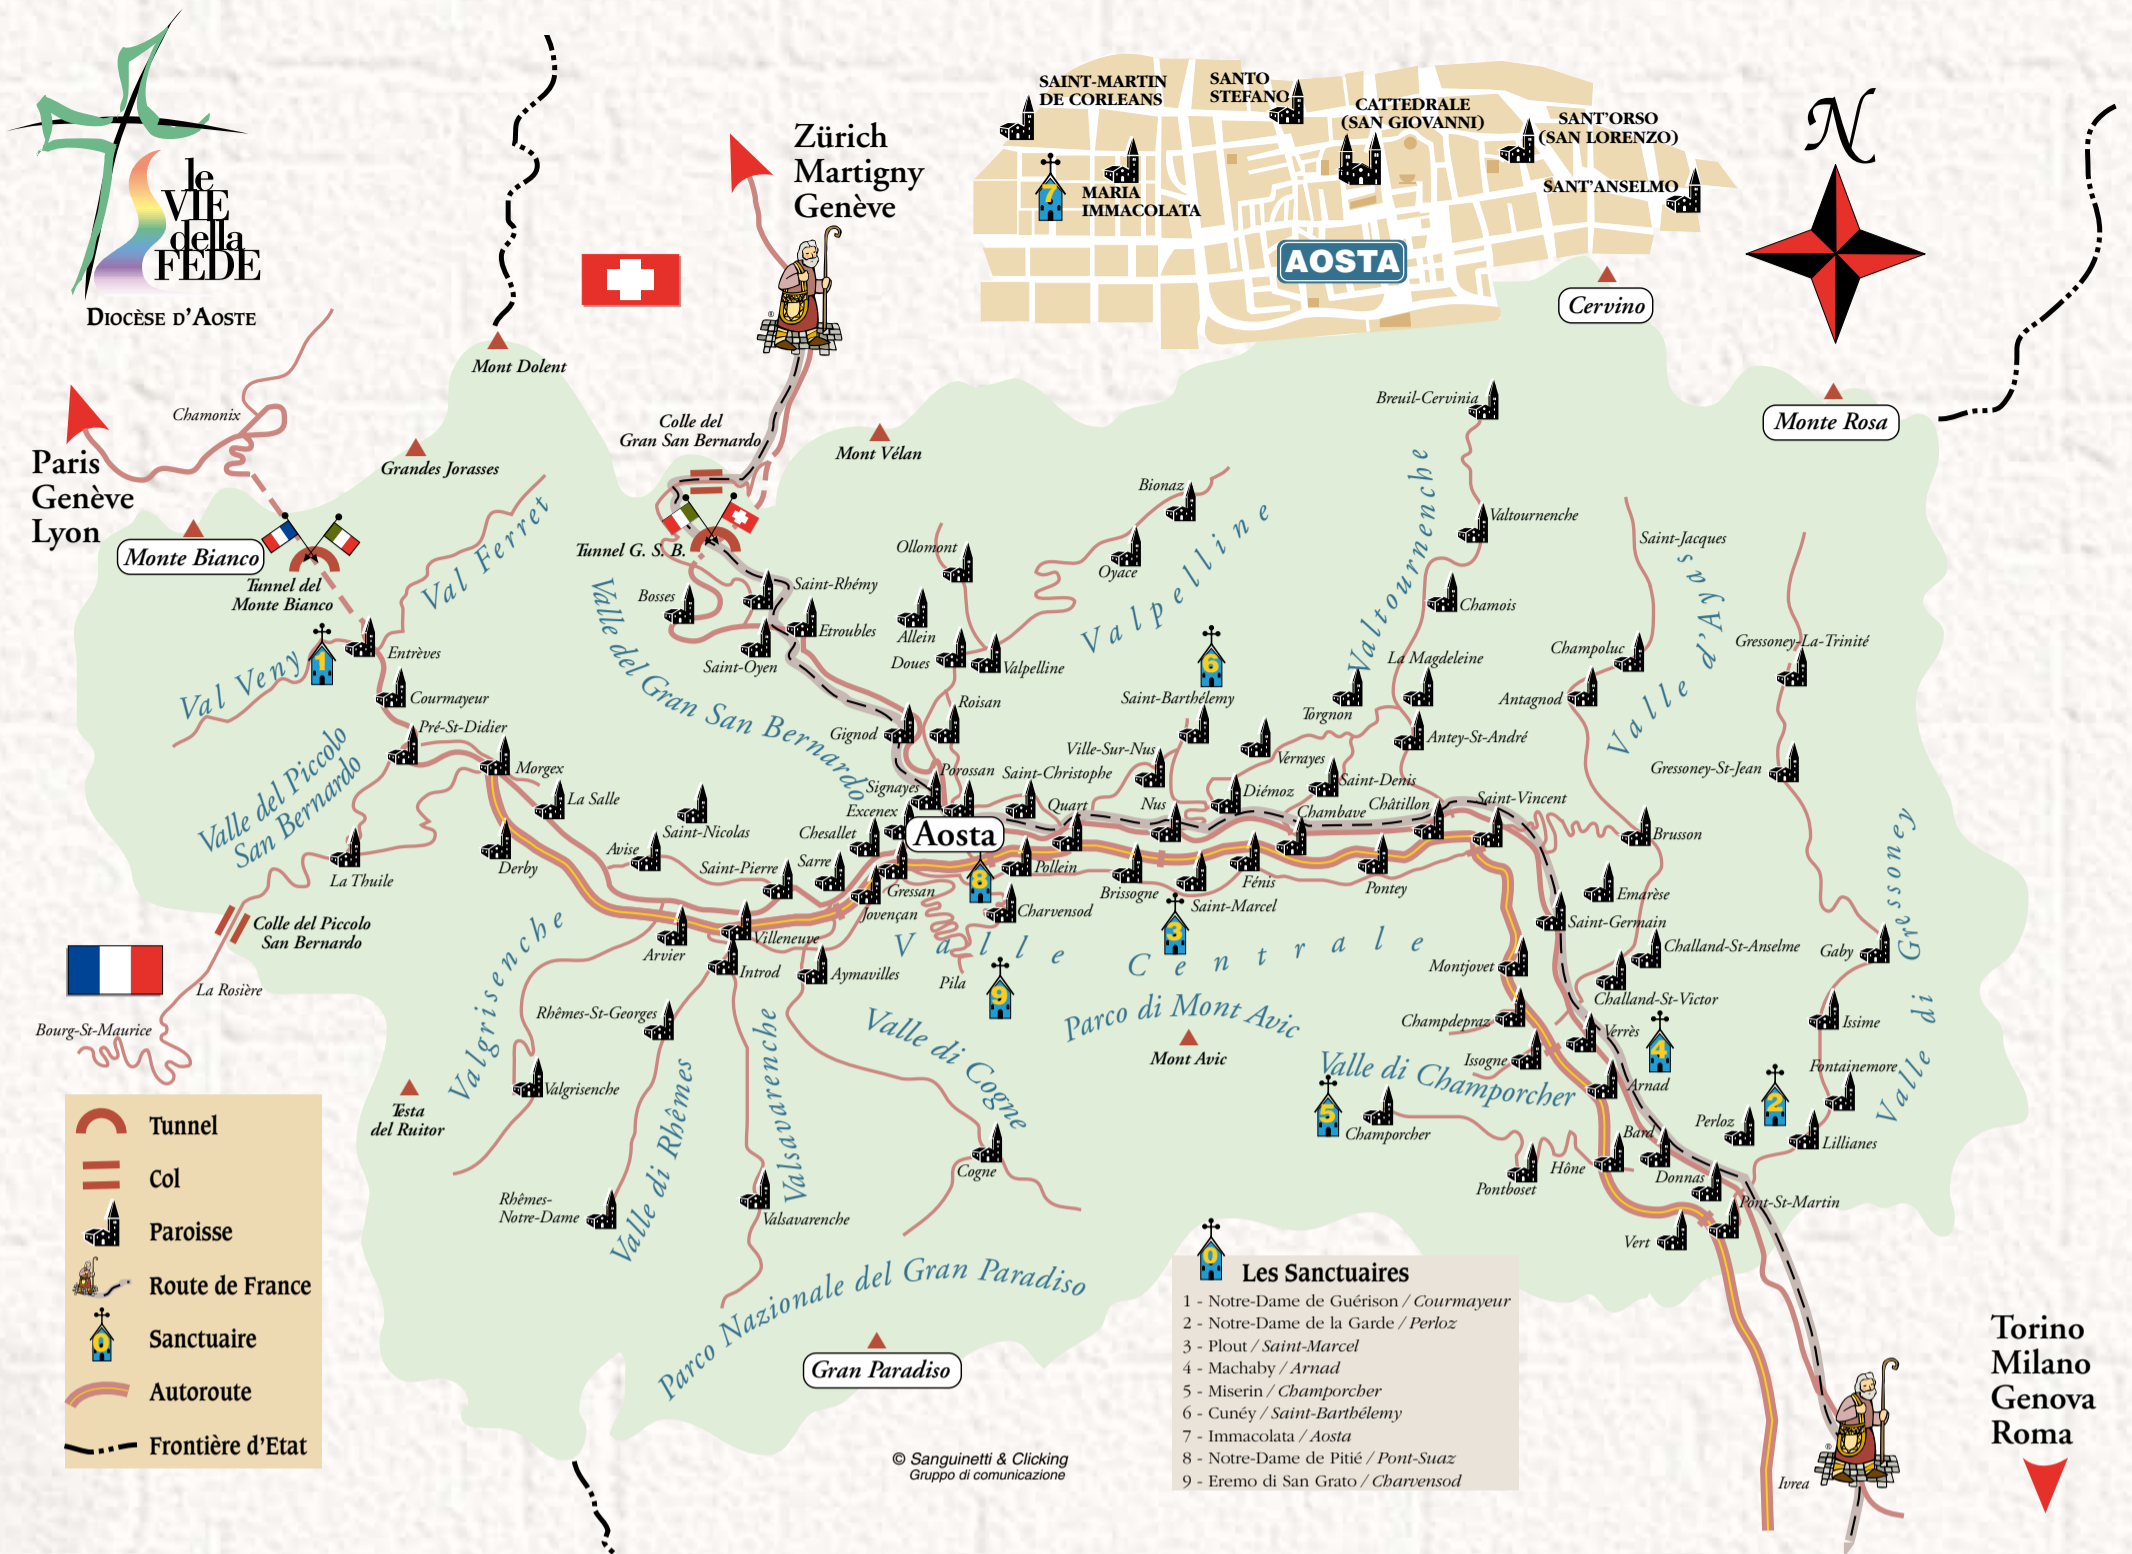 le
VIE
della
FEDE
DIOCÈSE D'AOSTE
Zürich
Martigny
Genève
SAINT-MARTIN
DE CORLEANS
SANTO
STEFANO
CATTEDRALE
(SAN GIOVANNI)
SANT'ORSO
(SAN LORENZO)
7
MARIA
IMMACOLATA
SANT'ANSELMO
AOSTA
N
Cervino
Monte Rosa
Mont Dolent
Chamonix
Paris
Genève
Lyon
Grandes Jorasses
Colle del
Gran San Bernardo
Mont Vélan
Monte Bianco
Tunnel del
Monte Bianco
Val Ferret
Tunnel G. S. B.
Breuil-Cervinia
Valtournenche
Valtournenche
Bionaz
Oyace
Ollomont
Valpelline
Saint-Jacques
Valle d'Ayas
Gressoney-La-Trinité
Bosses
Saint-Rhémy
Etroubles
Saint-Oyen
Allein
Doues
Valpelline
Chamois
Champoluc
La Magdeleine
Antagnod
Torgnon
Antey-St-André
1
Entrèves
Val Veny
Courmayeur
Pré-St-Didier
Valle del Gran San Bernardo
6
Saint-Barthélemy
Roisan
Gignod
Ville-Sur-Nus
Verrayes
Gressoney-St-Jean
Valle del Piccolo
San Bernardo
Morgex
La Salle
Saint-Nicolas
Derby
Avise
La Thuile
Porossan
Saint-Christophe
Signayes
Excenex
Chesallet
Aosta
Quart
Nus
Diémoz
Saint-Denis
Chambave
Châtillon
Saint-Vincent
Brusson
Saint-Pierre
Sarre
Gressan
Jovençan
8
Pollein
Charvensod
Brissogne
Saint-Marcel
3
Fénis
Pontey
Emarèse
Saint-Germain
Challand-St-Anselme
Challand-St-Victor
Gaby
Valle di Gressoney
Colle del Piccolo
San Bernardo
La Rosière
Bourg-St-Maurice
Arvier
Villeneuve
Introd
Aymavilles
Valle Centrale
Pila
9
Montjovet
Champdepraz
Issogne
Verrès
4
Arnad
Issime
Fontainemore
Valgrisenche
Rhêmes-St-Georges
Valgrisenche
Valle di Rhêmes
Valsavarenche
Valle di Cogne
Parco di Mont Avic
Mont Avic
Valle di Champorcher
5
Champorcher
2
Perloz
Lillianes
Testa
del Ruitor
Rhêmes-
Notre-Dame
Valsavarenche
Cogne
Pontboset
Hône
Bard
Donnas
Pont-St-Martin
Vert
Parco Nazionale del Gran Paradiso
Gran Paradiso
Tunnel
Col
Paroisse
Route de France
0
Sanctuaire
Autoroute
Frontière d'Etat
0
Les Sanctuaires
1 - Notre-Dame de Guérison / Courmayeur
2 - Notre-Dame de la Garde / Perloz
3 - Plout / Saint-Marcel
4 - Machaby / Arnad
5 - Miserin / Champorcher
6 - Cunéy / Saint-Barthélemy
7 - Immacolata / Aosta
8 - Notre-Dame de Pitié / Pont-Suaz
9 - Eremo di San Grato / Charvensod
© Sanguinetti & Clicking
Gruppo di comunicazione
Torino
Milano
Genova
Roma
Ivrea